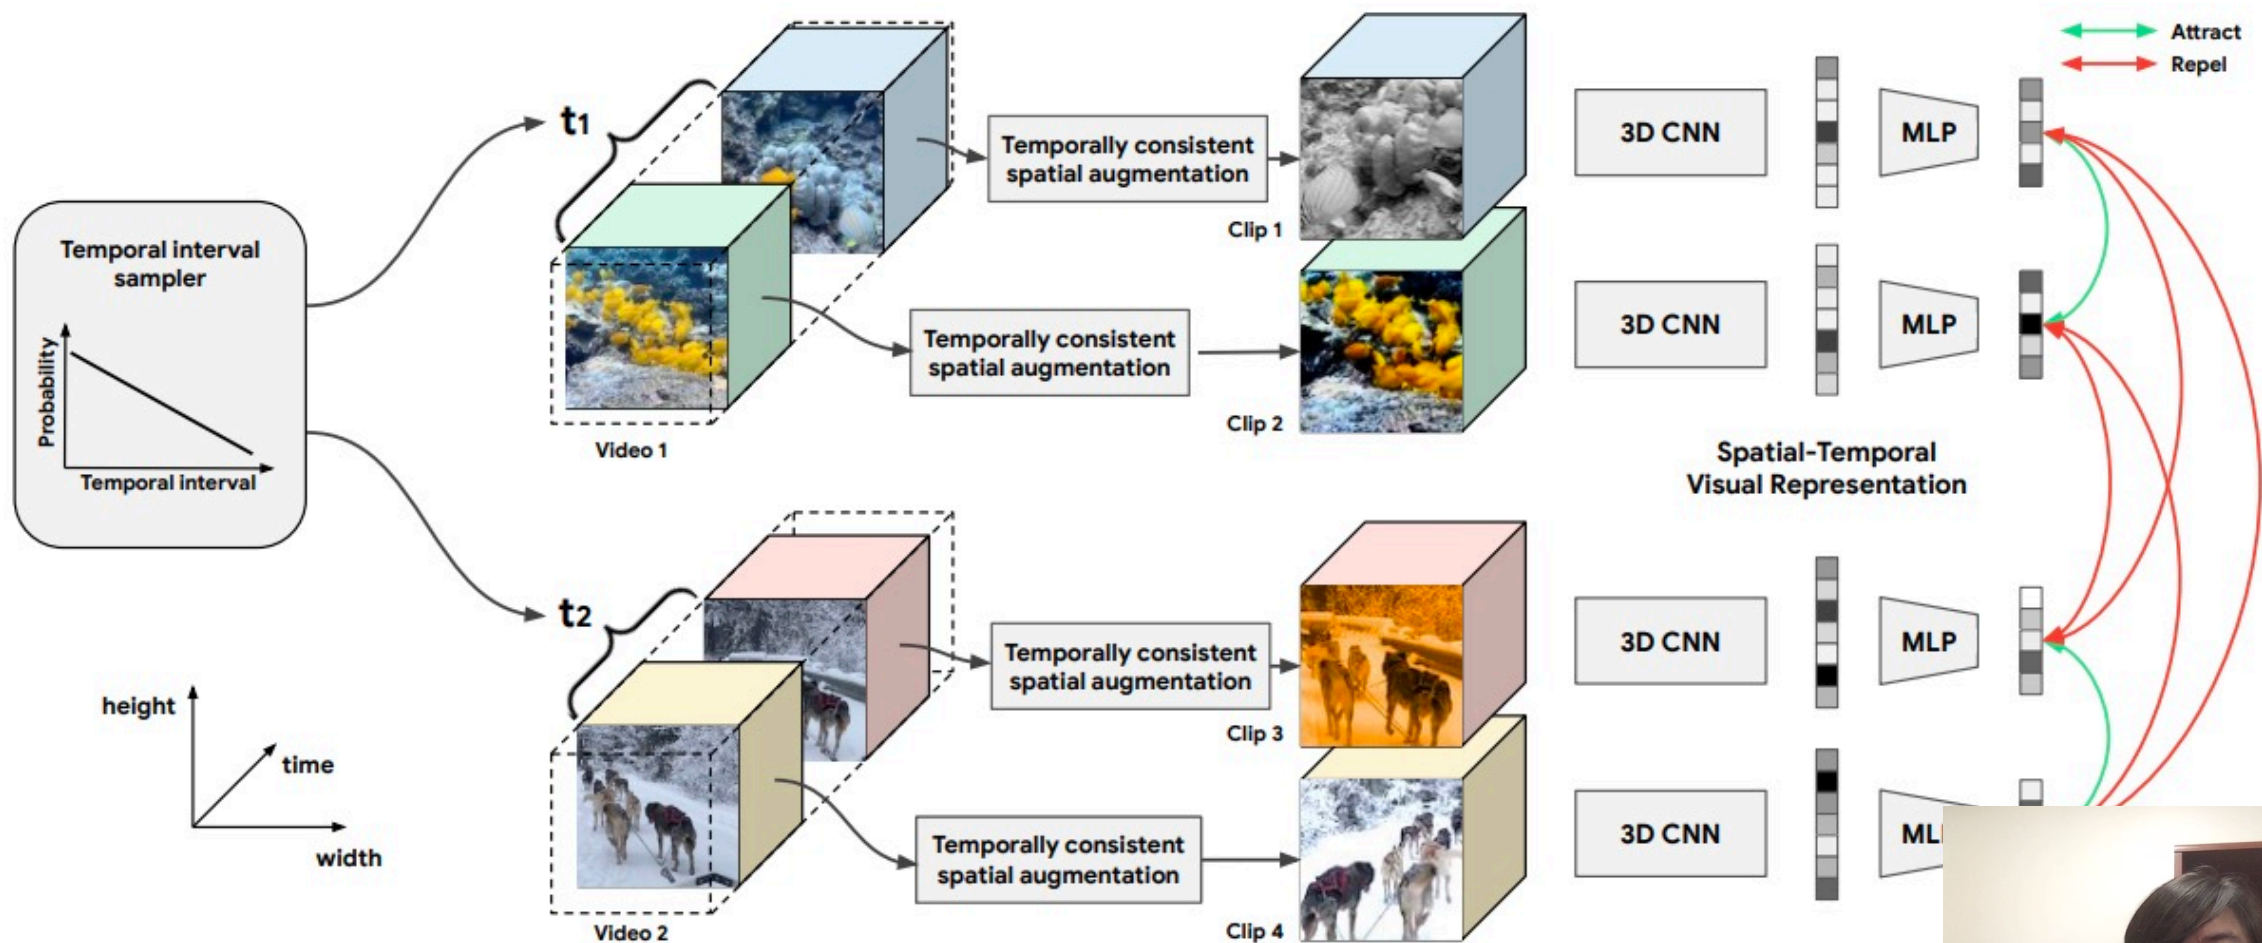 Attract
Repel
t1
Temporally consistent
spatial augmentation
3D CNN
MLP
Clip 1
Temporal interval
sampler
Probability
Temporal interval
Temporally consistent
spatial augmentation
3D CNN
MLP
Clip 2
Video 1
Spatial-Temporal
Visual Representation
t2
Temporally consistent
spatial augmentation
3D CNN
MLP
Clip 3
height
time
width
Temporally consistent
spatial augmentation
3D CNN
Clip 4
Video 2